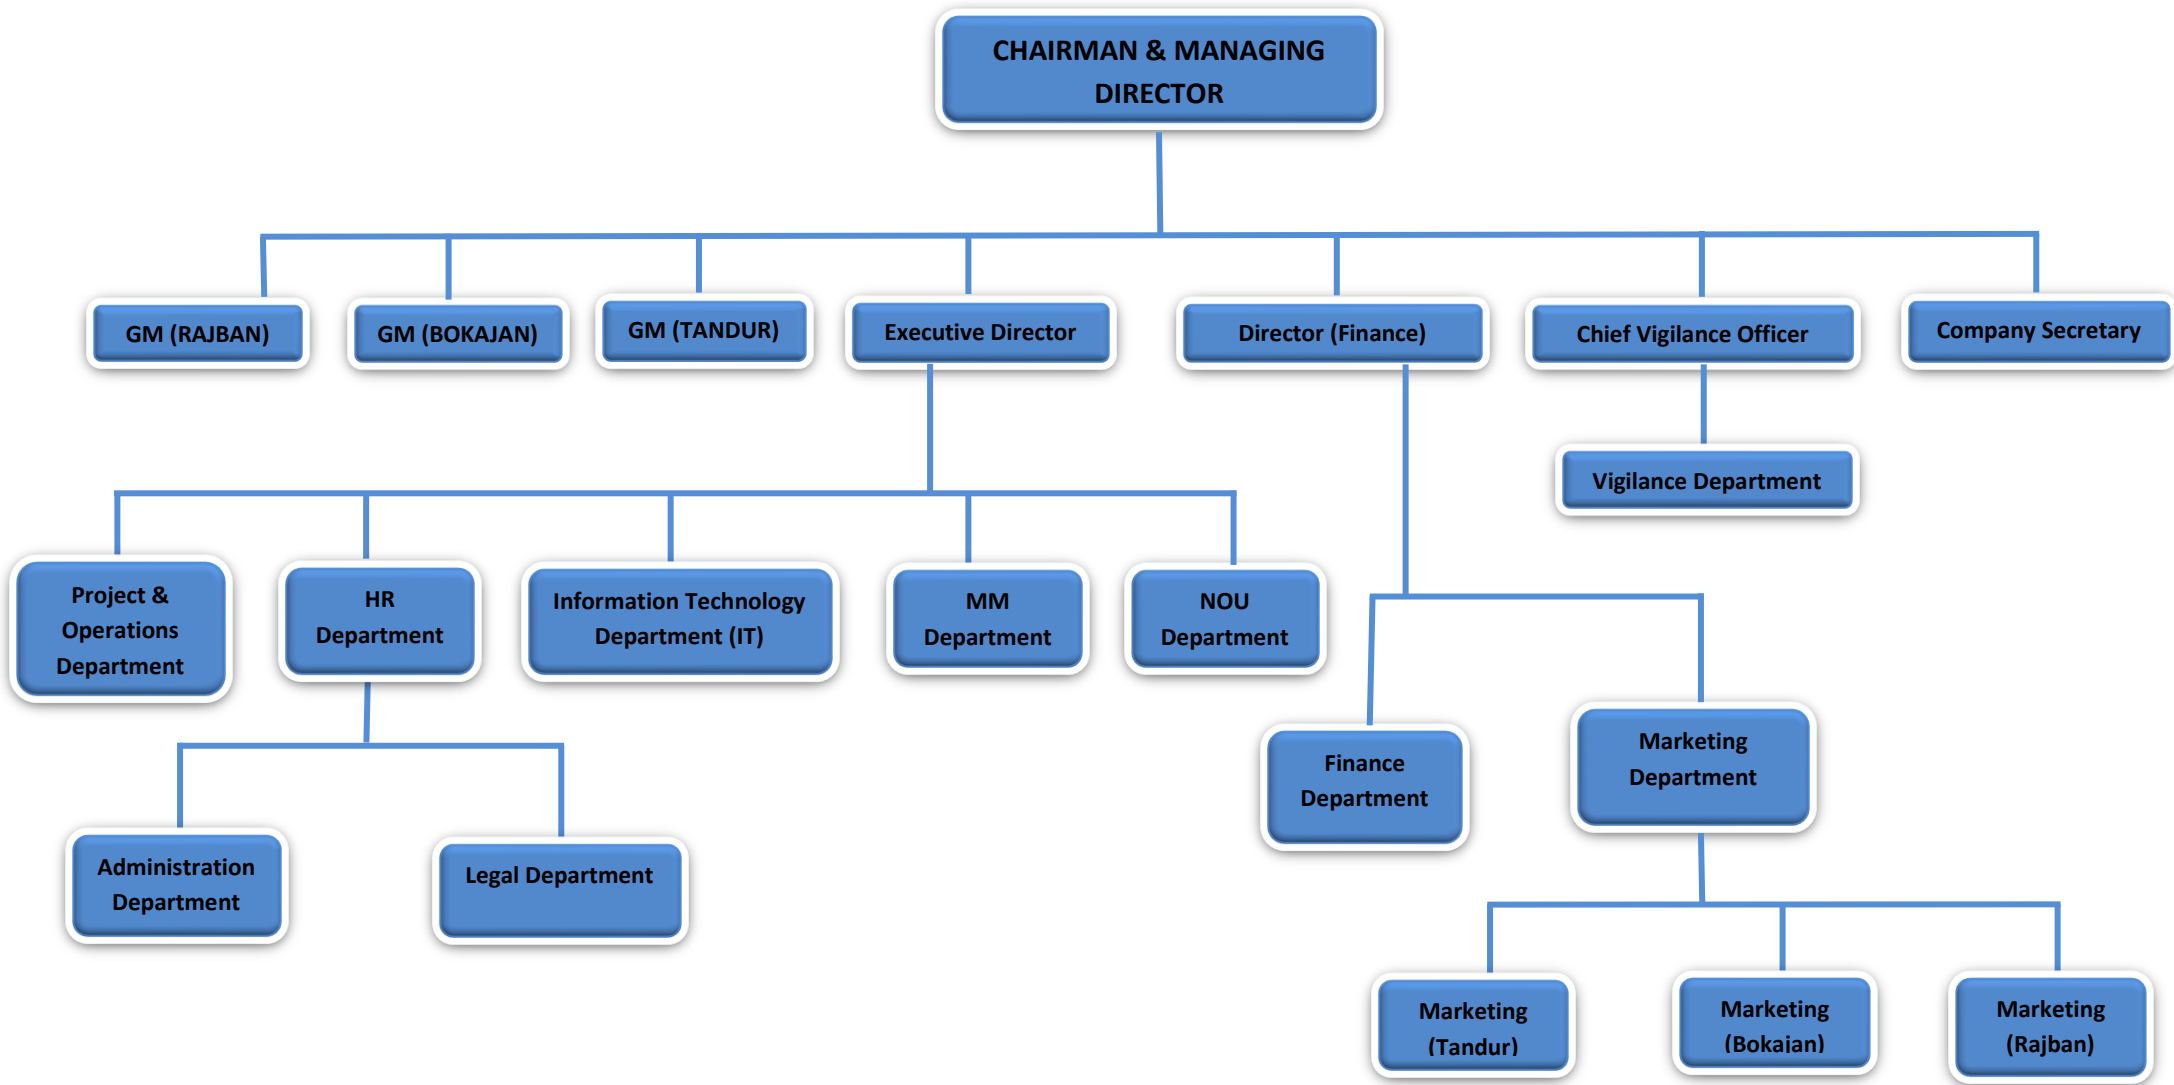 CHAIRMAN & MANAGING
DIRECTOR
GM (RAJBAN)
GM (BOKAJAN)
GM (TANDUR)
Executive Director
Director (Finance)
Chief Vigilance Officer
Company Secretary
Vigilance Department
Project &
Operations
Department
HR
Department
Information Technology
Department (IT)
MM
Department
NOU
Department
Finance
Department
Marketing
Department
Administration
Department
Legal Department
Marketing
(Tandur)
Marketing
(Bokajan)
Marketing
(Rajban)